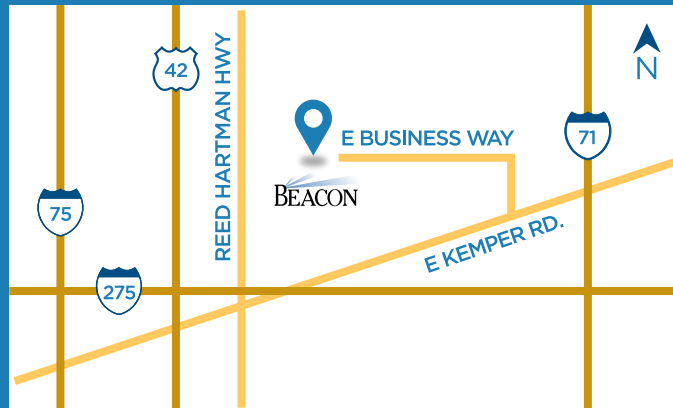 42
REED HARTMAN HWY
N
E BUSINESS WAY
71
BEACON
75
E KEMPER RD.
275